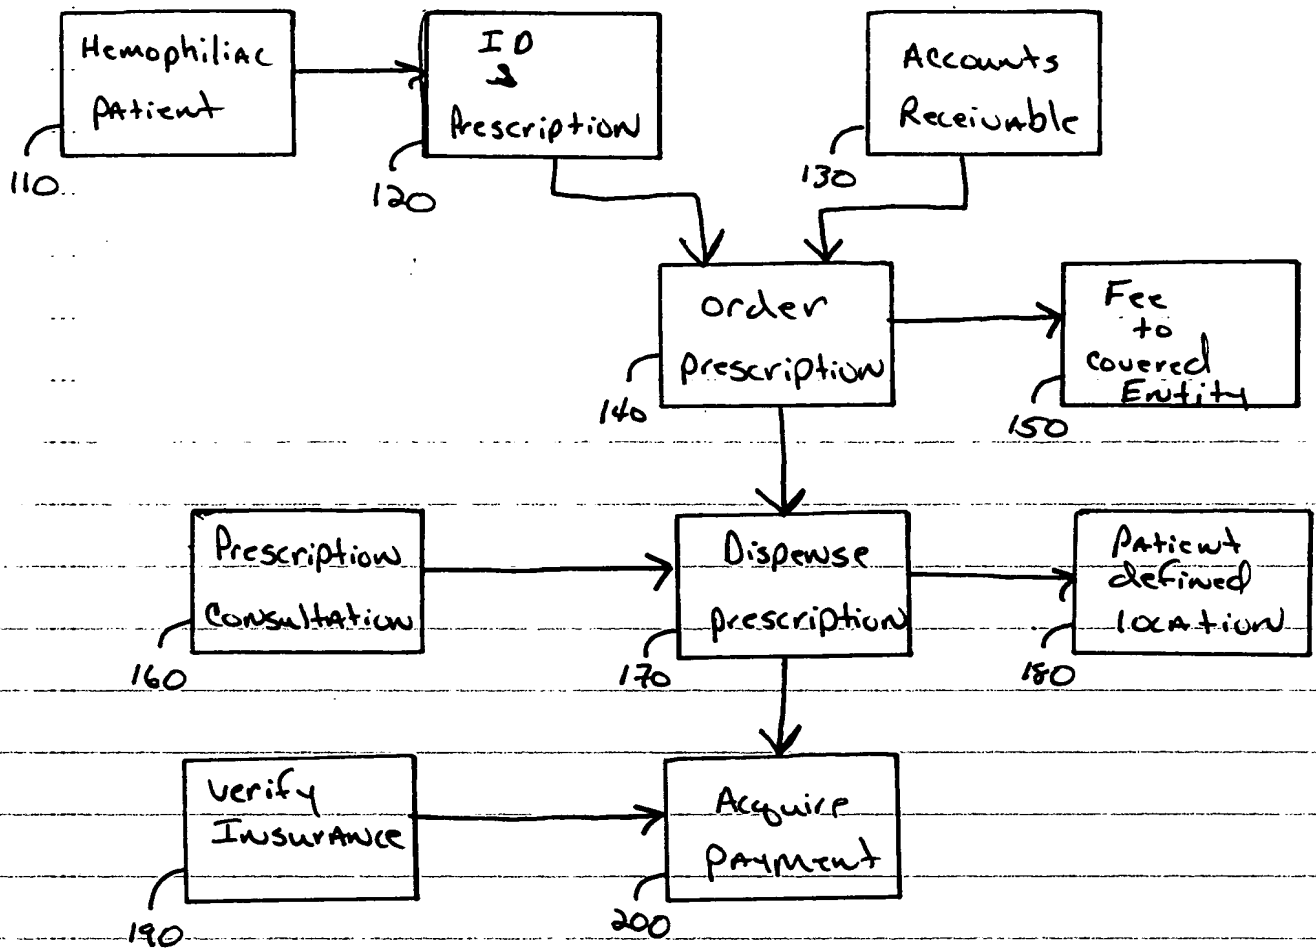 Hemophiliac
Patient
110
ID
&
Prescription
120
Accounts
Receivable
130
Order
Prescription
140
Fee
to
Covered
Entity
150
Prescription
Consultation
160
Dispense
Prescription
170
Patient
defined
location
180
Verify
Insurance
190
Acquire
Payment
200